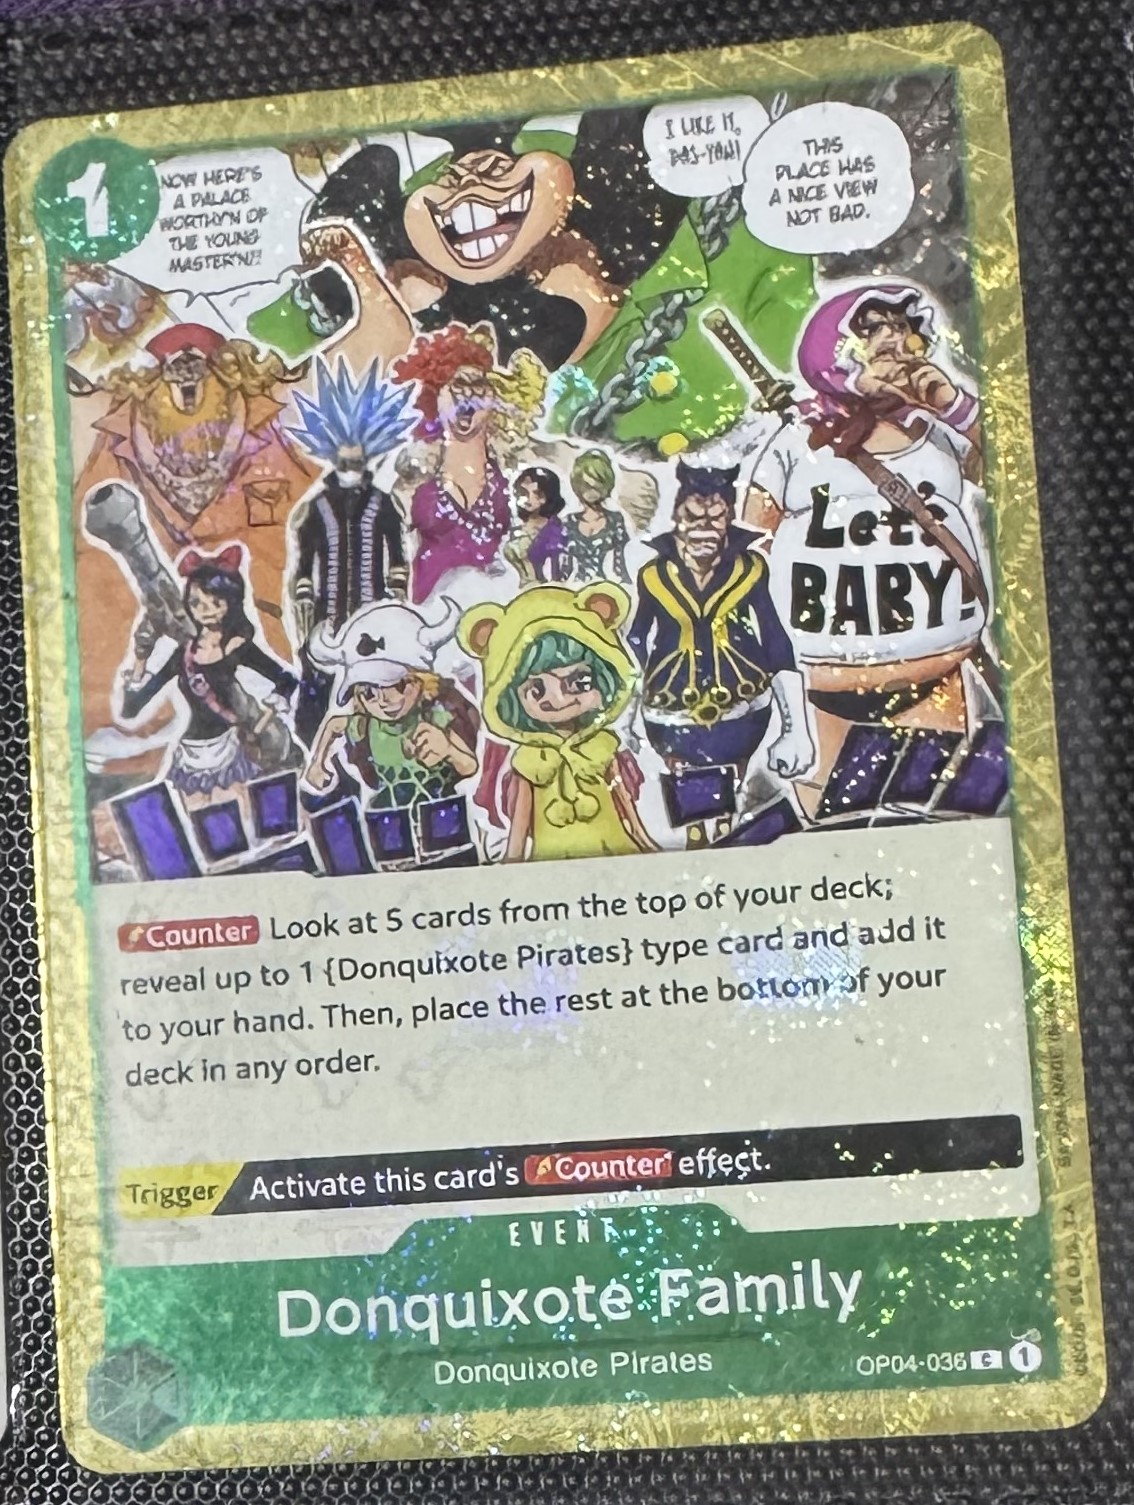 1
NOW HERE'S
A PALACE
WORTHY'N OF
THE YOUNG
MASTER'N!!
I LIKE IT,
THIS
PLACE HAS
A NICE VIEW
NOT BAD.
Let's
BABY!
Counter Look at 5 cards from the top of your deck;
reveal up to 1 {Donquixote Pirates} type card and add it
to your hand. Then, place the rest at the bottom of your
deck in any order.
Trigger Activate this card's Counter effect.
EVENT
Donquixote Family
Donquixote Pirates
OP04-036 C 1